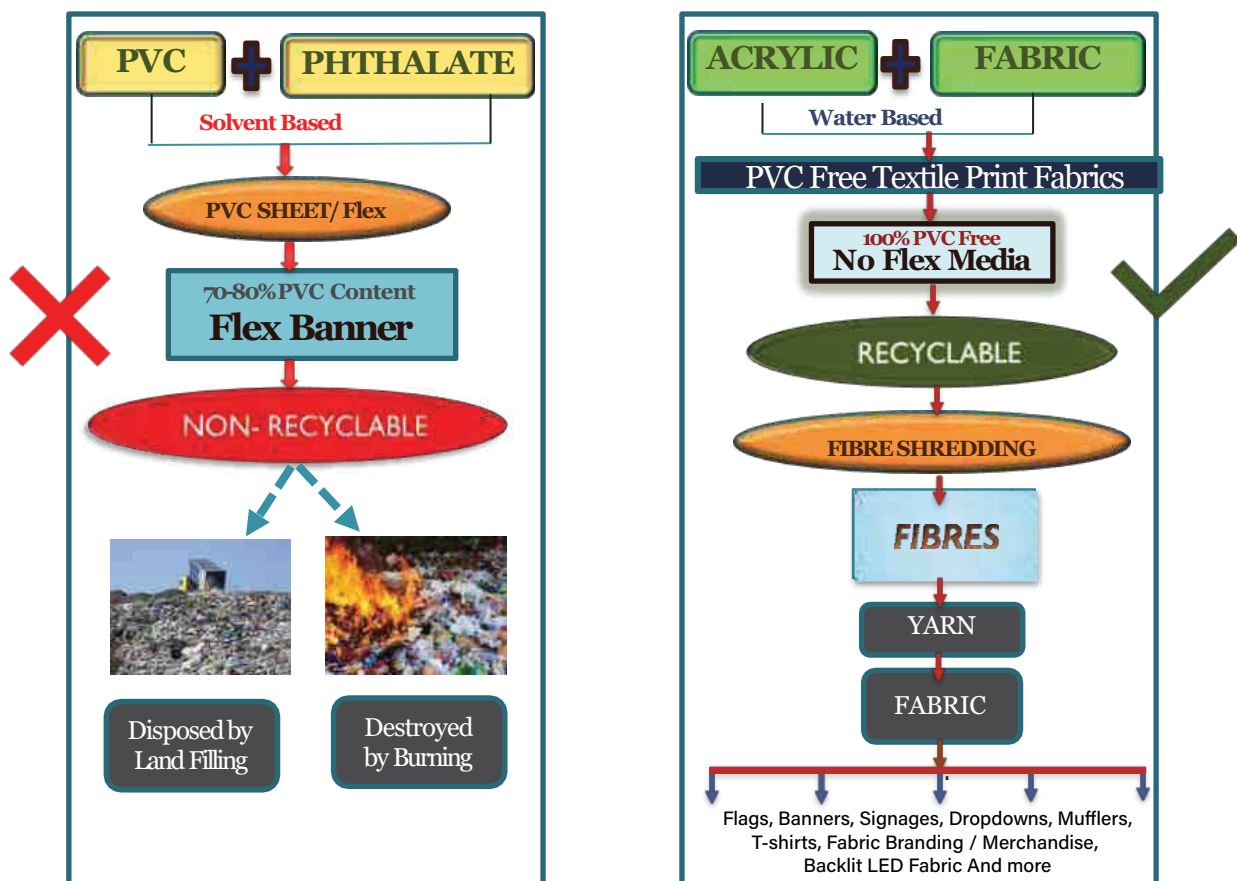 PVC
PHTHALATE
Solvent Based
PVC SHEET/ Flex
70-80% PVC Content
Flex Banner
NON- RECYCLABLE
Disposed by
Land Filling
Destroyed
by Burning
ACRYLIC
FABRIC
Water Based
PVC Free Textile Print Fabrics
100% PVC Free
No Flex Media
RECYCLABLE
FIBRE SHREDDING
FIBRES
YARN
FABRIC
Flags, Banners, Signages, Dropdowns, Mufflers,
T-shirts, Fabric Branding / Merchandise,
Backlit LED Fabric And more